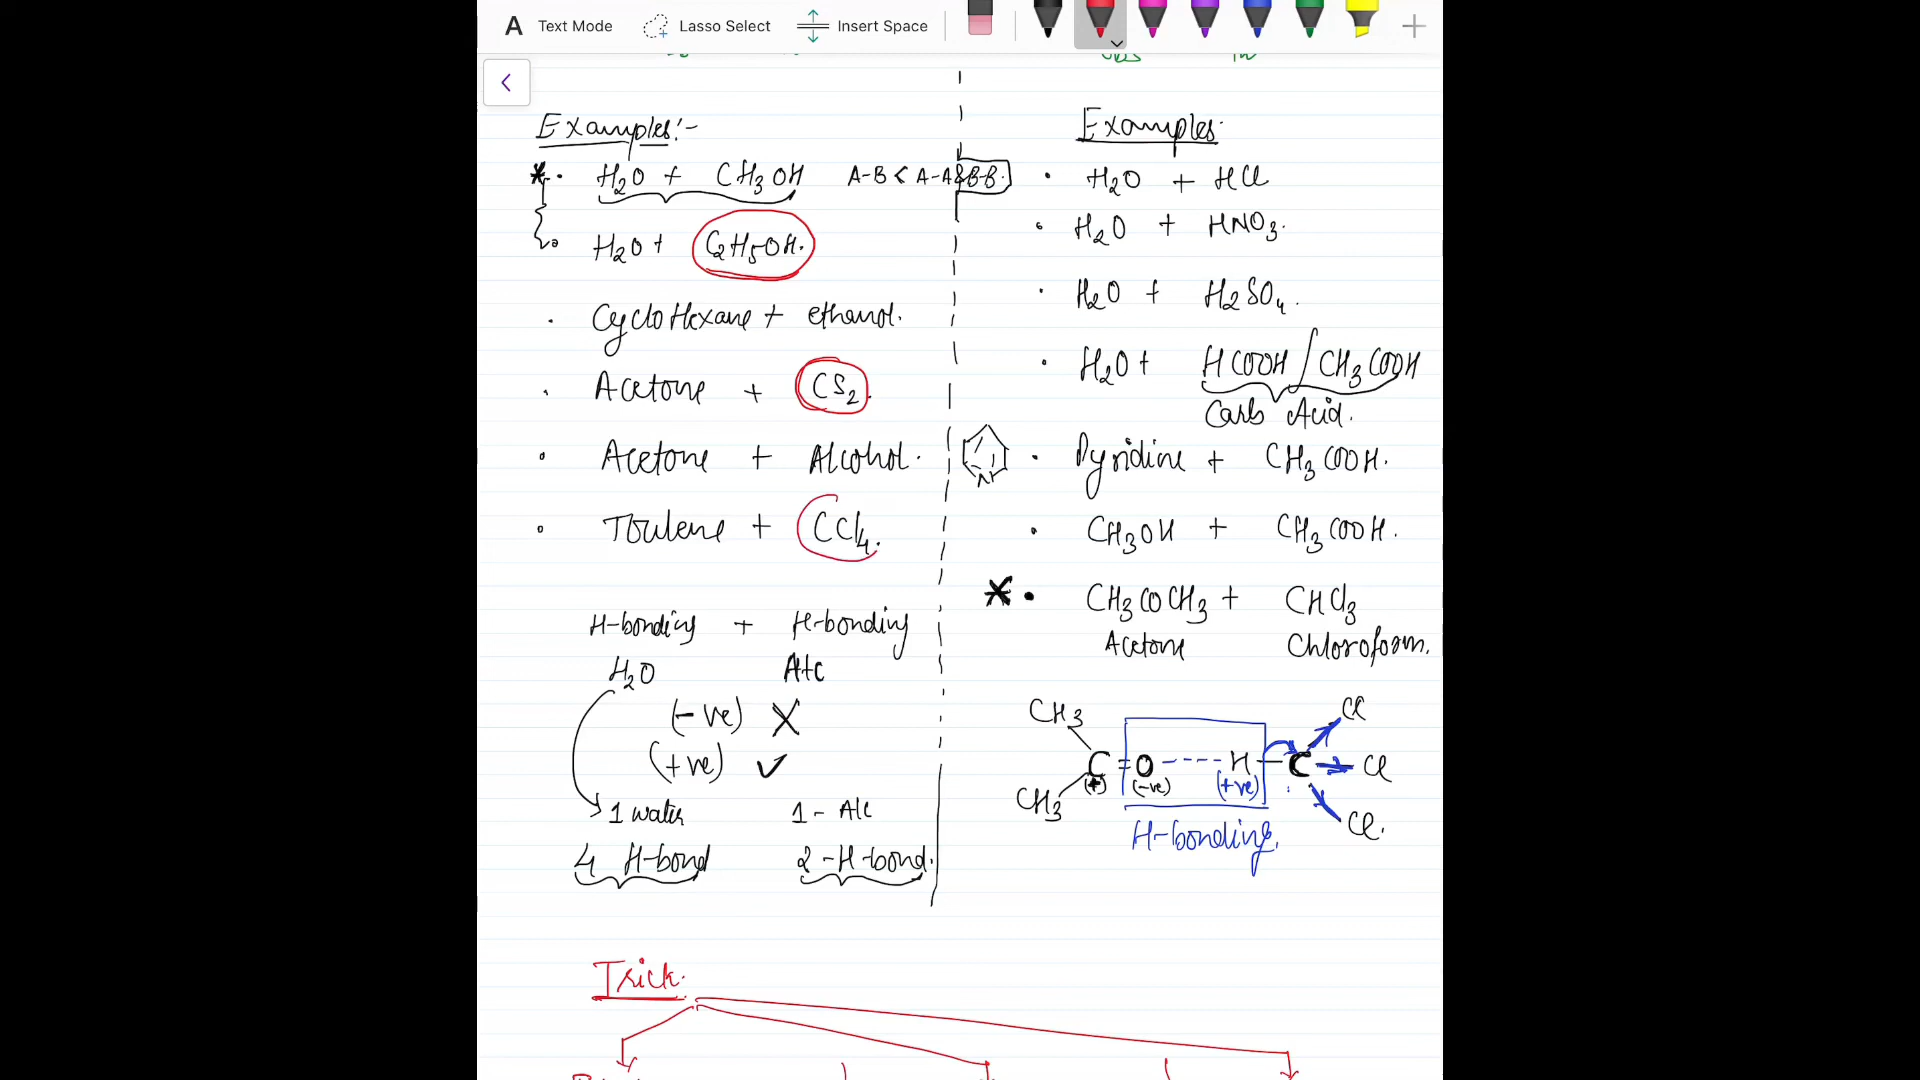 Text Mode
Lasso Select
Insert Space
Examples:-
H2O + CH3OH A-B < A-A & B-B.
H2O + C2H5OH.
CycloHexane + ethanol.
Acetone + CS2.
Acetone + Alcohol.
Toulene + CCl4.
H-bonding + H-bonding
H2O Alc
(-ve) X
(+ve) ✓
1 water 1 - Alc
4 H-bond 2-H-bond.
Examples:
H2O + HCl
H2O + HNO3.
H2O + H2SO4.
H2O + HCOOH / CH3COOH
Carb Acid.
N
Pyridine + CH3COOH.
CH3OH + CH3COOH.
CH3COCH3 + CHCl3
Acetone Chloroform.
CH3 Cl
C = O ---- H - C Cl
(+) (-ve) (+ve)
CH3 Cl.
H-bonding.
Trick.